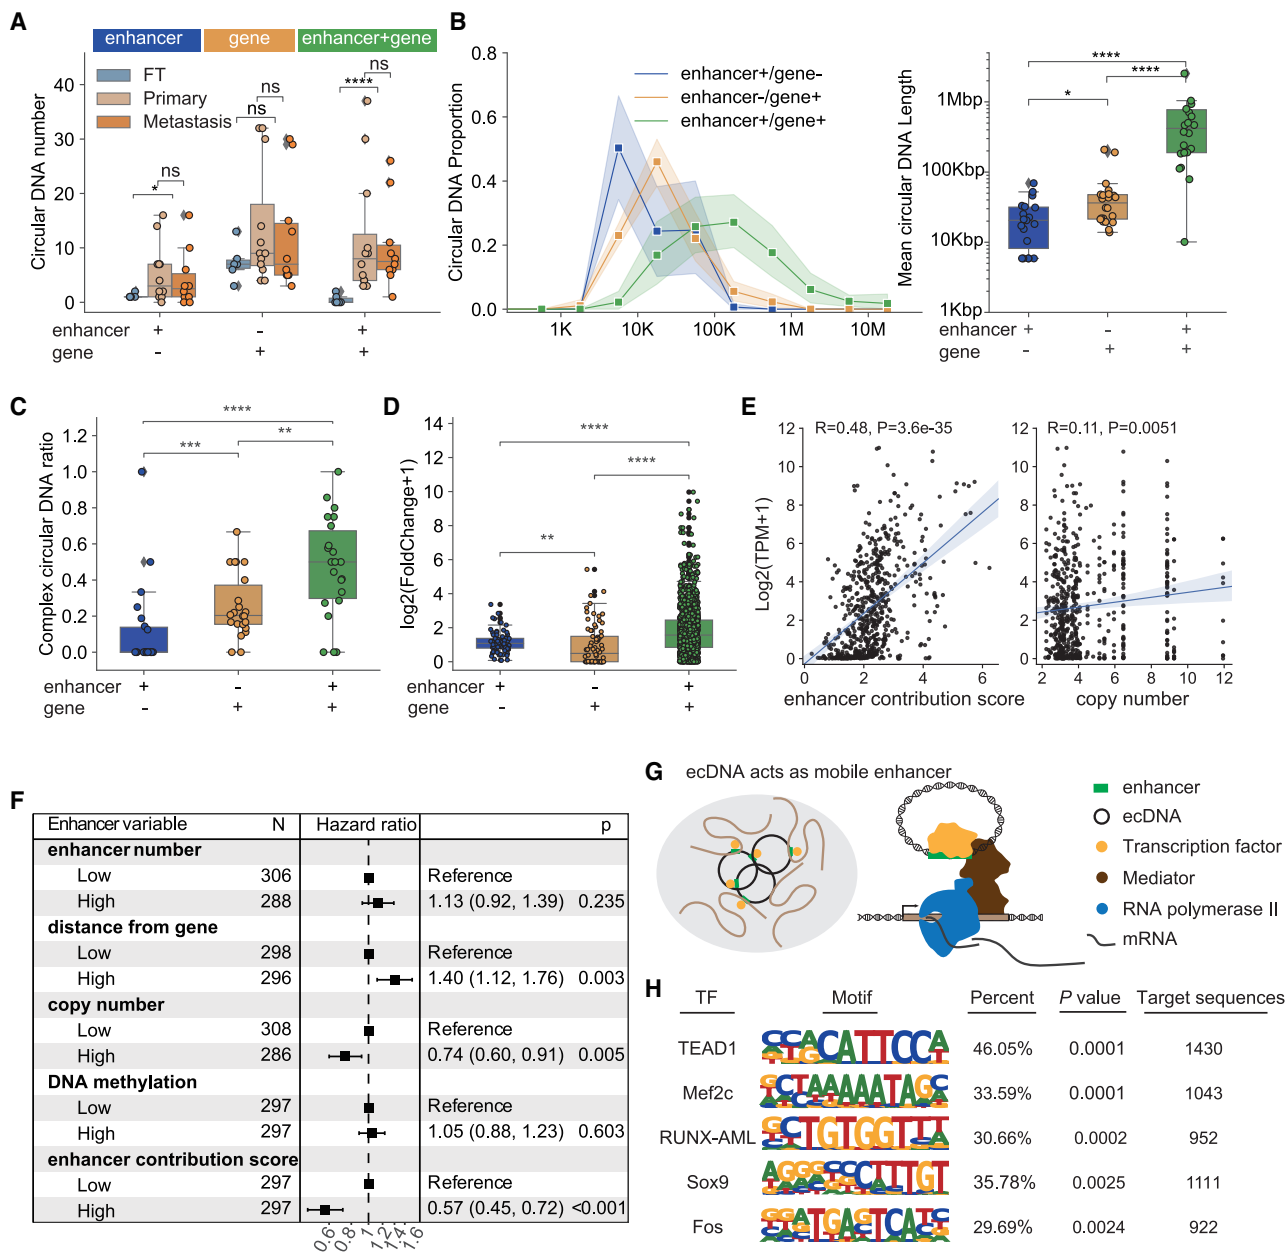 A
enhancer
gene
enhancer+gene
Circular DNA number
40
30
20
10
0
FT
Primary
Metastasis
*
ns
ns
ns
****
ns
enhancer + - +
gene - + +
B
Circular DNA Proportion
0.8
0.6
0.4
0.2
0.0
enhancer+/gene-
enhancer-/gene+
enhancer+/gene+
1K 10K 100K 1M 10M
Mean circular DNA Length
1Mbp
100Kbp
10Kbp
1Kbp
****
****
*
enhancer + - +
gene - + +
C
Complex circular DNA ratio
1.2
1.0
0.8
0.6
0.4
0.2
0.0
****
***
**
enhancer + - +
gene - + +
D
log2(FoldChange+1)
14
12
10
8
6
4
2
0
****
****
**
enhancer + - +
gene - + +
E
R=0.48, P=3.6e-35
Log2(TPM+1)
12
10
8
6
4
2
0
0 2 4 6
enhancer contribution score
R=0.11, P=0.0051
12
10
8
6
4
2
0
2 4 6 8 10 12
copy number
F
Enhancer variable N Hazard ratio p
enhancer number
Low 306 Reference
High 288 1.13 (0.92, 1.39) 0.235
distance from gene
Low 298 Reference
High 296 1.40 (1.12, 1.76) 0.003
copy number
Low 308 Reference
High 286 0.74 (0.60, 0.91) 0.005
DNA methylation
Low 297 Reference
High 297 1.05 (0.88, 1.23) 0.603
enhancer contribution score
Low 297 Reference
High 297 0.57 (0.45, 0.72) <0.001
0.6 0.8 1 1.2 1.4 1.6
G
ecDNA acts as mobile enhancer
enhancer
ecDNA
Transcription factor
Mediator
RNA polymerase II
mRNA
H
TF Motif Percent P value Target sequences
TEAD1 CATTCCA 46.05% 0.0001 1430
Mef2c GCTAAAAATAGC 33.59% 0.0001 1043
RUNX-AML GCTGTGGTTT 30.66% 0.0002 952
Sox9 AGGGCCCTTTGT 35.78% 0.0025 1111
Fos GGATGAGTCAT 29.69% 0.0024 922